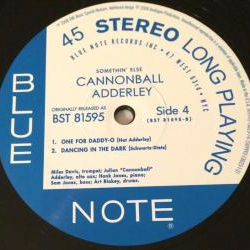 45 STEREO LONG PLAYING
BLUE NOTE RECORDS INC • 47 WEST 63rd • NYC
SOMETHIN' ELSE
CANNONBALL
ADDERLEY
ORIGINALLY RELEASED AS
BST 81595
Side 4
(BST 81595-D)
1. ONE FOR DADDY-O (Nat Adderley)
2. DANCING IN THE DARK (Schwartz-Dietz)
Miles Davis, trumpet; Julian "Cannonball"
Adderley, alto sax; Hank Jones, piano;
Sam Jones, bass; Art Blakey, drums.
BLUE
NOTE
®